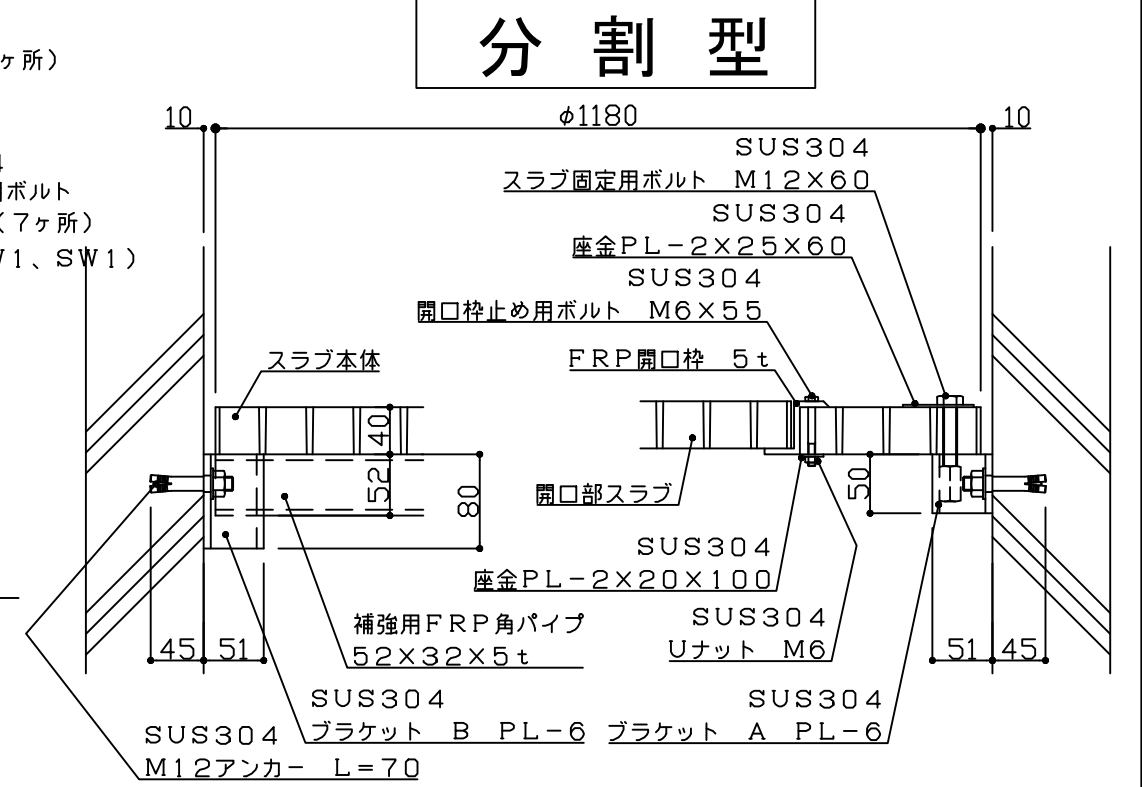 分割型
ヶ所）
10
φ1180
10
SUS304
スラブ固定用ボルト M12×60
ボルト
（7ヶ所）
W1、SW1）
SUS304
座金PL-2×25×60
SUS304
開口枠止め用ボルト M6×55
スラブ本体
FRP開口枠 5t
40
52
80
50
開口部スラブ
SUS304
座金PL-2×20×100
補強用FRP角パイプ
52×32×5t
SUS304
Uナット M6
45
51
51
45
SUS304
ブラケット B PL-6
SUS304
ブラケット A PL-6
SUS304
M12アンカー L=70